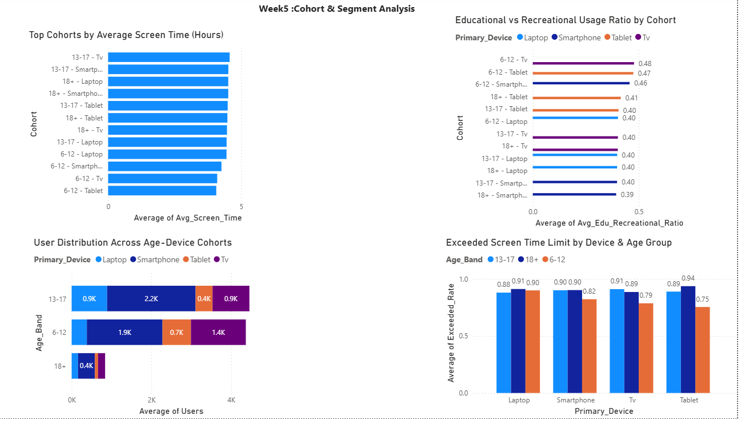 Week5 :Cohort & Segment Analysis
Top Cohorts by Average Screen Time (Hours)
Cohort
13-17 - Tv
13-17 - Smartp...
18+ - Laptop
18+ - Smartpho...
13-17 - Tablet
18+ - Tablet
18+ - Tv
13-17 - Laptop
6-12 - Laptop
6-12 - Smartph...
6-12 - Tv
6-12 - Tablet
0 5
Average of Avg_Screen_Time
Educational vs Recreational Usage Ratio by Cohort
Primary_Device Laptop Smartphone Tablet Tv
Cohort
6-12 - Tv 0.48
6-12 - Tablet 0.47
6-12 - Smartph... 0.46
18+ - Tablet 0.41
13-17 - Tablet 0.40
6-12 - Laptop 0.40
13-17 - Tv 0.40
18+ - Tv
13-17 - Laptop 0.40
18+ - Laptop 0.40
13-17 - Smartp... 0.40
18+ - Smartph... 0.39
0.0 0.5
Average of Avg_Edu_Recreational_Ratio
User Distribution Across Age-Device Cohorts
Primary_Device Laptop Smartphone Tablet Tv
Age_Band
13-17 0.9K 2.2K 0.4K 0.9K
6-12 1.9K 0.7K 1.4K
18+ 0.4K
0K 2K 4K
Average of Users
Exceeded Screen Time Limit by Device & Age Group
Age_Band 13-17 18+ 6-12
Average of Exceeded_Rate
1.0
0.5
0.0
0.88 0.91 0.90 0.90 0.90 0.82 0.91 0.89 0.79 0.89 0.94 0.75
Laptop Smartphone Tv Tablet
Primary_Device